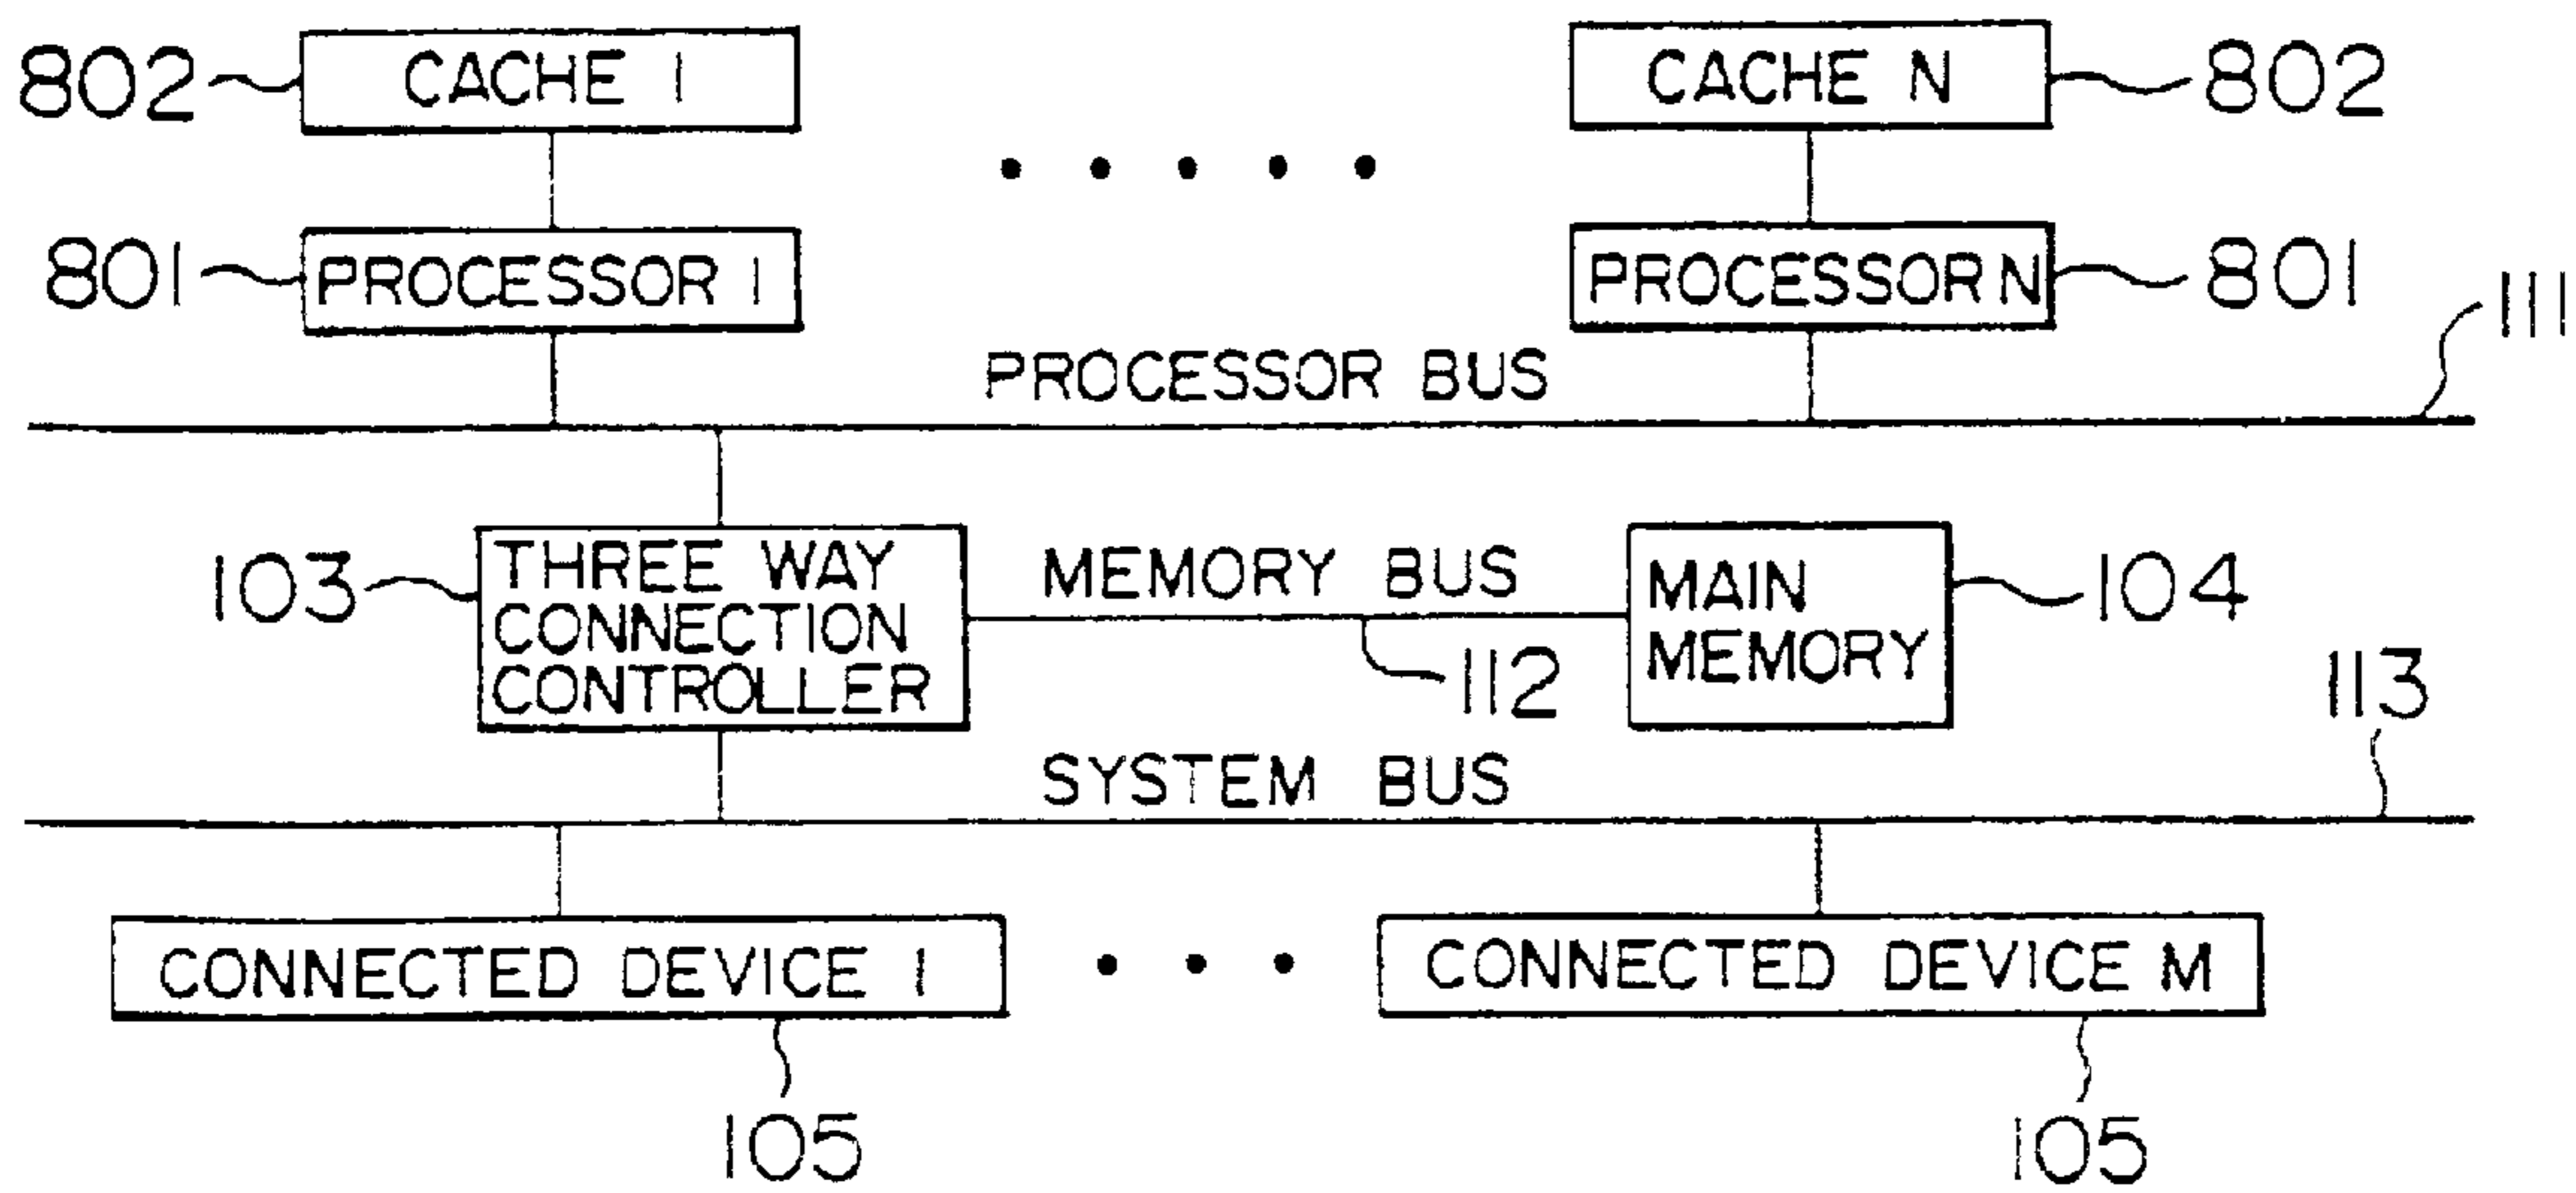 802 CACHE 1 CACHE N 802
801 PROCESSOR 1 PROCESSOR N 801
111
PROCESSOR BUS
103 THREE WAY
CONNECTION
CONTROLLER
MEMORY BUS
112
MAIN
MEMORY
104
113
SYSTEM BUS
CONNECTED DEVICE 1 CONNECTED DEVICE M
105 105